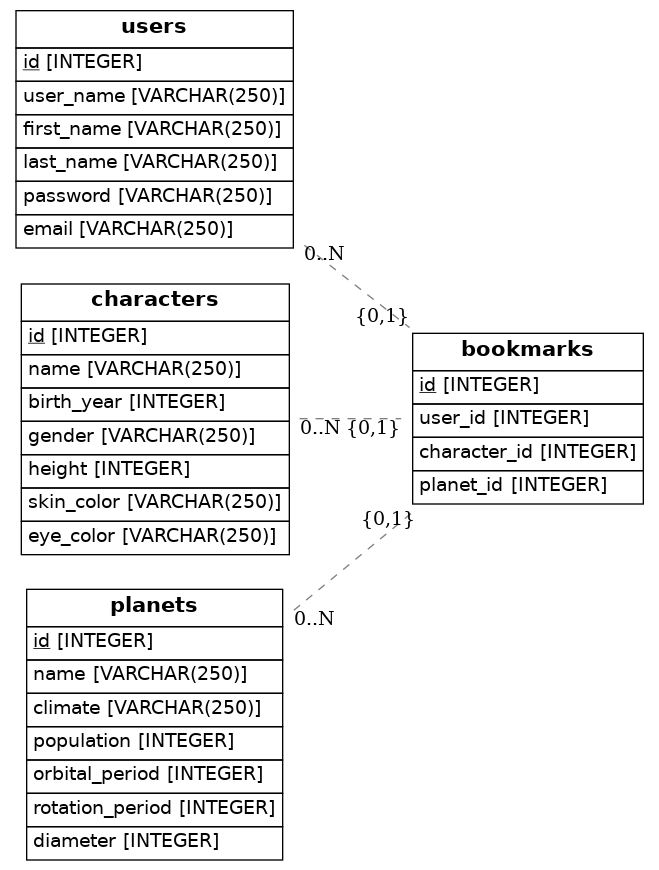 users
id [INTEGER]
user_name [VARCHAR(250)]
first_name [VARCHAR(250)]
last_name [VARCHAR(250)]
password [VARCHAR(250)]
email [VARCHAR(250)]
0..N
{0,1}
characters
id [INTEGER]
name [VARCHAR(250)]
birth_year [INTEGER]
gender [VARCHAR(250)]
height [INTEGER]
skin_color [VARCHAR(250)]
eye_color [VARCHAR(250)]
0..N {0,1}
bookmarks
id [INTEGER]
user_id [INTEGER]
character_id [INTEGER]
planet_id [INTEGER]
{0,1}
0..N
planets
id [INTEGER]
name [VARCHAR(250)]
climate [VARCHAR(250)]
population [INTEGER]
orbital_period [INTEGER]
rotation_period [INTEGER]
diameter [INTEGER]